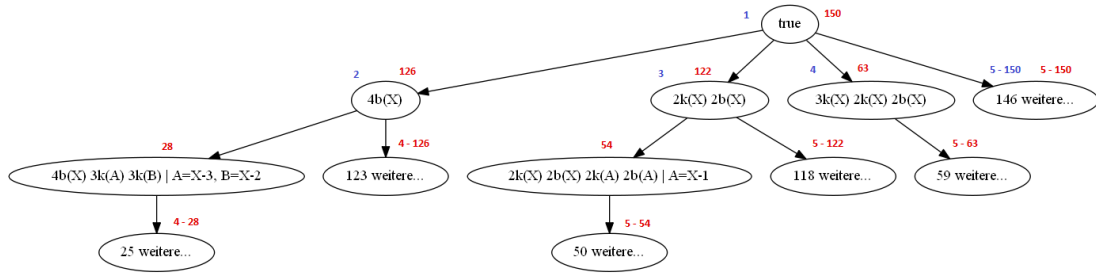 1 true 150
2 126 3 122 4 63 5 - 150 5 - 150
4b(X) 2k(X) 2b(X) 3k(X) 2k(X) 2b(X) 146 weitere...
28 4 - 126 54 5 - 122 5 - 63
4b(X) 3k(A) 3k(B) | A=X-3, B=X-2 123 weitere... 2k(X) 2b(X) 2k(A) 2b(A) | A=X-1 118 weitere... 59 weitere...
4 - 28 5 - 54
25 weitere... 50 weitere...